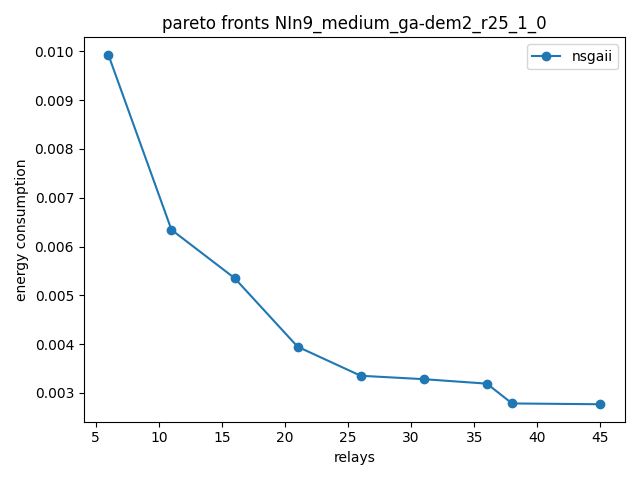 pareto fronts NIn9_medium_ga-dem2_r25_1_0
nsgaii
energy consumption
0.010
0.009
0.008
0.007
0.006
0.005
0.004
0.003
5 10 15 20 25 30 35 40 45
relays